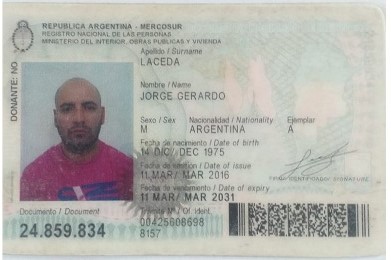 REPUBLICA ARGENTINA - MERCOSUR
REGISTRO NACIONAL DE LAS PERSONAS
MINISTERIO DEL INTERIOR, OBRAS PUBLICAS Y VIVIENDA
Apellido / Surname
LACEDA
Nombre / Name
JORGE GERARDO
Sexo / Sex Nacionalidad / Nationality Ejemplar
M ARGENTINA A
Fecha de nacimiento / Date of birth
14 DIC/ DEC 1975
Fecha de emisión / Date of issue
11 MAR/ MAR 2016
Fecha de vencimiento / Date of expiry
11 MAR/ MAR 2031
FIRMA IDENTIFICADO / SIGNATURE
Documento / Document
24.859.834
Trámite Nº / Of. ident.
00425608698
8157
DONANTE: NO